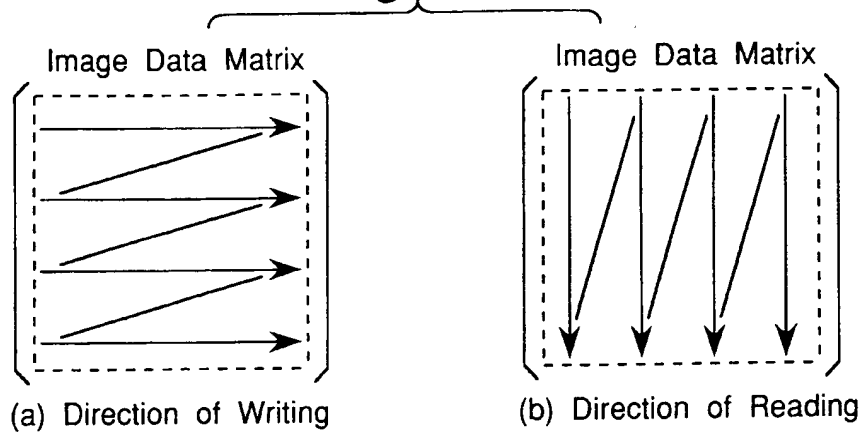 Image Data Matrix
Image Data Matrix
(a) Direction of Writing
(b) Direction of Reading